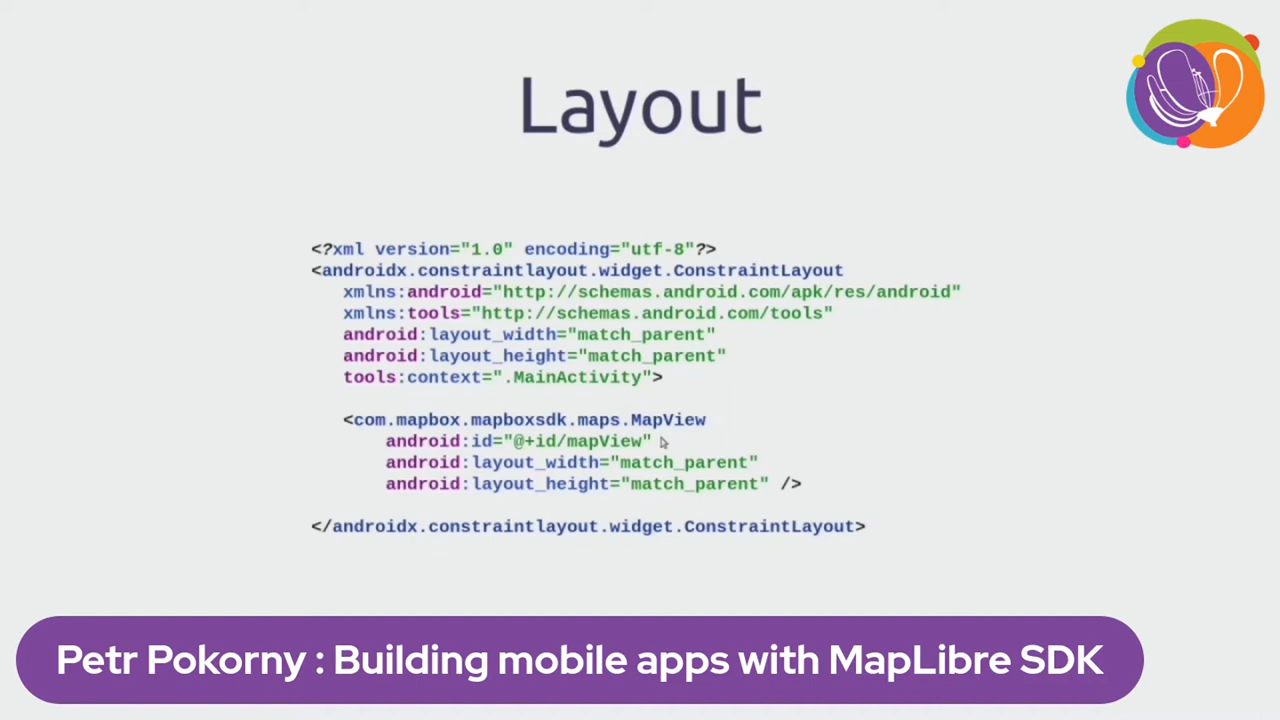 Layout
<?xml version="1.0" encoding="utf-8"?>
<androidx.constraintlayout.widget.ConstraintLayout
xmlns:android="http://schemas.android.com/apk/res/android"
xmlns:tools="http://schemas.android.com/tools"
android:layout_width="match_parent"
android:layout_height="match_parent"
tools:context=".MainActivity">
<com.mapbox.mapboxsdk.maps.MapView
android:id="@+id/mapView"
android:layout_width="match_parent"
android:layout_height="match_parent" />
</androidx.constraintlayout.widget.ConstraintLayout>
Petr Pokorny : Building mobile apps with MapLibre SDK